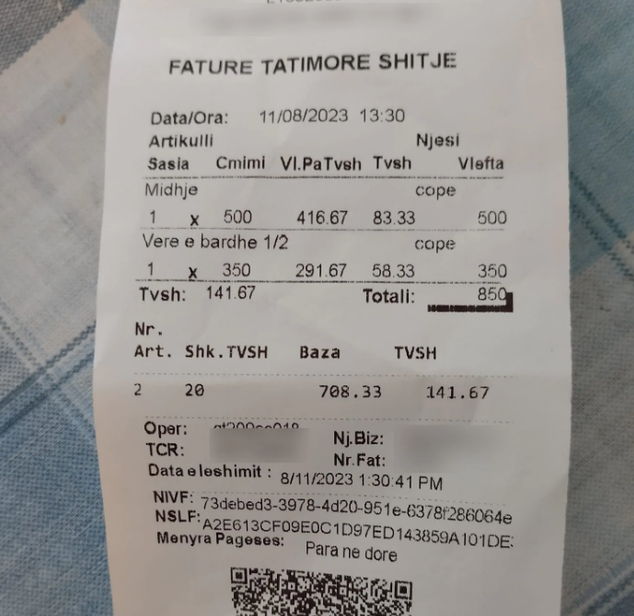 FATURE TATIMORE SHITJE
Data/Ora: 11/08/2023 13:30
Artikulli Njesi
Sasia Cmimi Vl.PaTvsh Tvsh Vlefta
Midhje cope
1 x 500 416.67 83.33 500
Vere e bardhe 1/2 cope
1 x 350 291.67 58.33 350
Tvsh: 141.67 Totali: 850
Nr.
Art. Shk.TVSH Baza TVSH
2 20 708.33 141.67
Oper:
Nj.Biz:
TCR:
Nr.Fat:
Data e leshimit : 8/11/2023 1:30:41 PM
NIVF: 73debed3-3978-4d20-951e-6378f286064e
NSLF: A2E613CF09E0C1D97ED143859A101DE
Menyra Pageses: Para ne dore